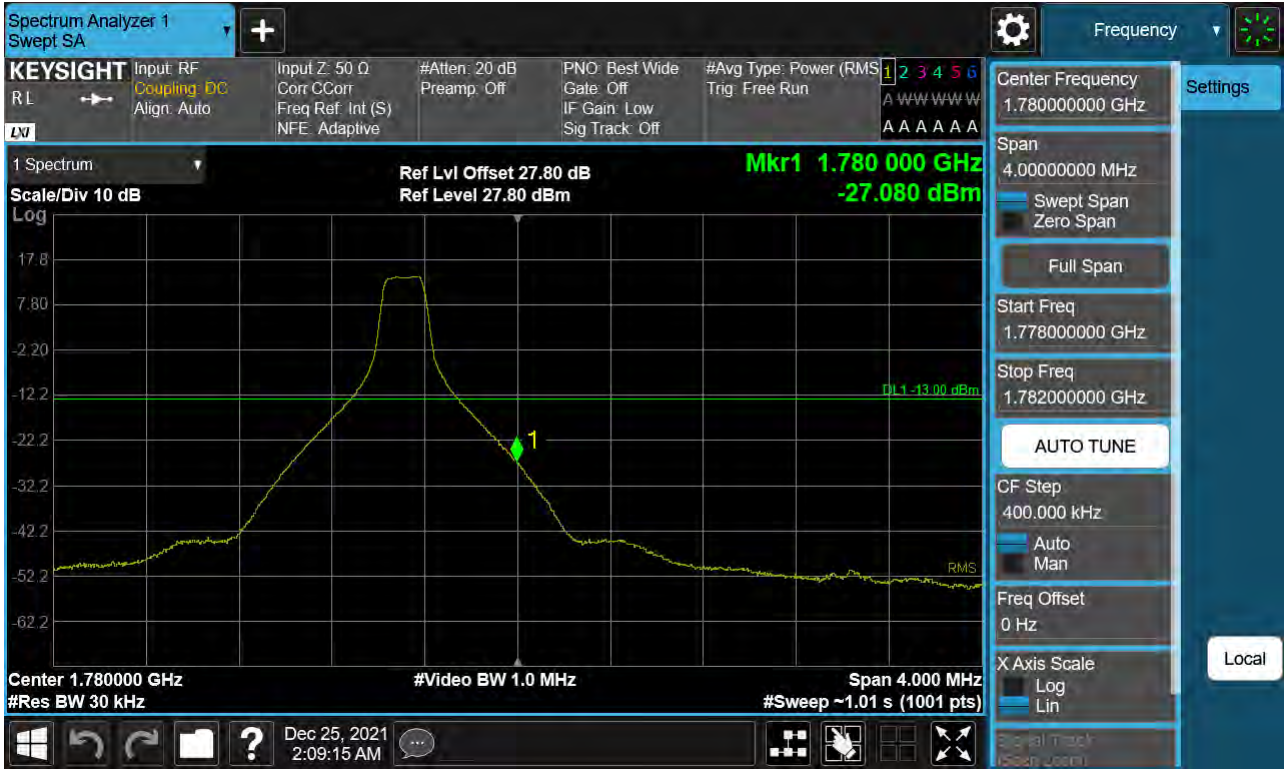 Spectrum Analyzer 1
Swept SA
Frequency
KEYSIGHT
R L
LXI
Input: RF
Coupling: DC
Align: Auto
Input Z: 50 Ω
Corr CCorr
Freq Ref: Int (S)
NFE: Adaptive
#Atten: 20 dB
Preamp: Off
PNO: Best Wide
Gate: Off
IF Gain: Low
Sig Track: Off
#Avg Type: Power (RMS
Trig: Free Run
1 2 3 4 5 6
A W W W W W
A A A A A A
1 Spectrum
Scale/Div 10 dB
Ref Lvl Offset 27.80 dB
Ref Level 27.80 dBm
Mkr1 1.780 000 GHz
-27.080 dBm
Log
17.8
7.80
-2.20
-12.2
-22.2
-32.2
-42.2
-52.2
-62.2
DL1 -13.00 dBm
1
RMS
Center 1.780000 GHz
#Video BW 1.0 MHz
Span 4.000 MHz
#Res BW 30 kHz
#Sweep ~1.01 s (1001 pts)
Center Frequency
1.780000000 GHz
Settings
Span
4.00000000 MHz
Swept Span
Zero Span
Full Span
Start Freq
1.778000000 GHz
Stop Freq
1.782000000 GHz
AUTO TUNE
CF Step
400.000 kHz
Auto
Man
Freq Offset
0 Hz
X Axis Scale
Log
Lin
Local
Signal Track
(Span Zoom)
?
Dec 25, 2021
2:09:15 AM